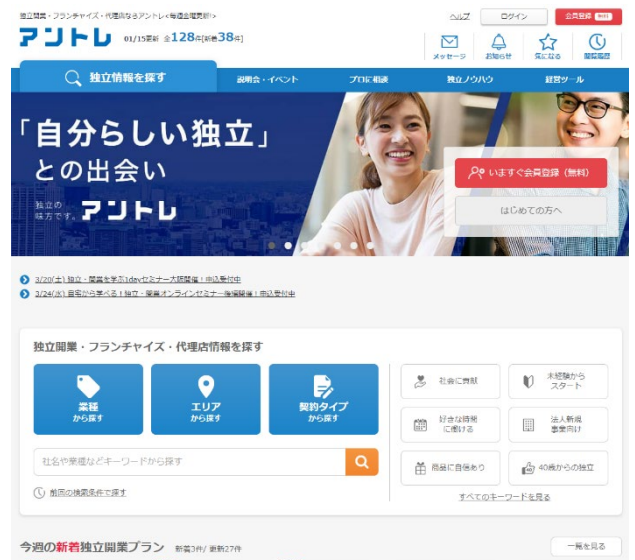 独立開業・フランチャイズ・代理店ならアントレ<毎週金曜更新!>
ヘルプ
ログイン
会員登録 無料
アントレ 01/15更新 全128件[新着38件]
メッセージ
お知らせ
気になる
閲覧履歴
独立情報を探す
説明会・イベント
プロに相談
独立ノウハウ
経営ツール
「自分らしい独立」
との出会い
独立の
味方です。アントレ
いますぐ会員登録(無料)
はじめての方へ
3/20(土) 独立・開業を学ぶ1dayセミナー大阪開催!申込受付中
3/24(水) 自宅から学べる!独立・開業オンラインセミナー後編開催!申込受付中
独立開業・フランチャイズ・代理店情報を探す
業種
から探す
エリア
から探す
契約タイプ
から探す
社会に貢献
未経験から
スタート
好きな時間
に働ける
法人新規
事業向け
商品に自信あり
40歳からの独立
社名や業種などキーワードから探す
前回の検索条件で探す
すべてのキーワードを見る
今週の新着独立開業プラン 新着3件/ 更新27件
一覧を見る